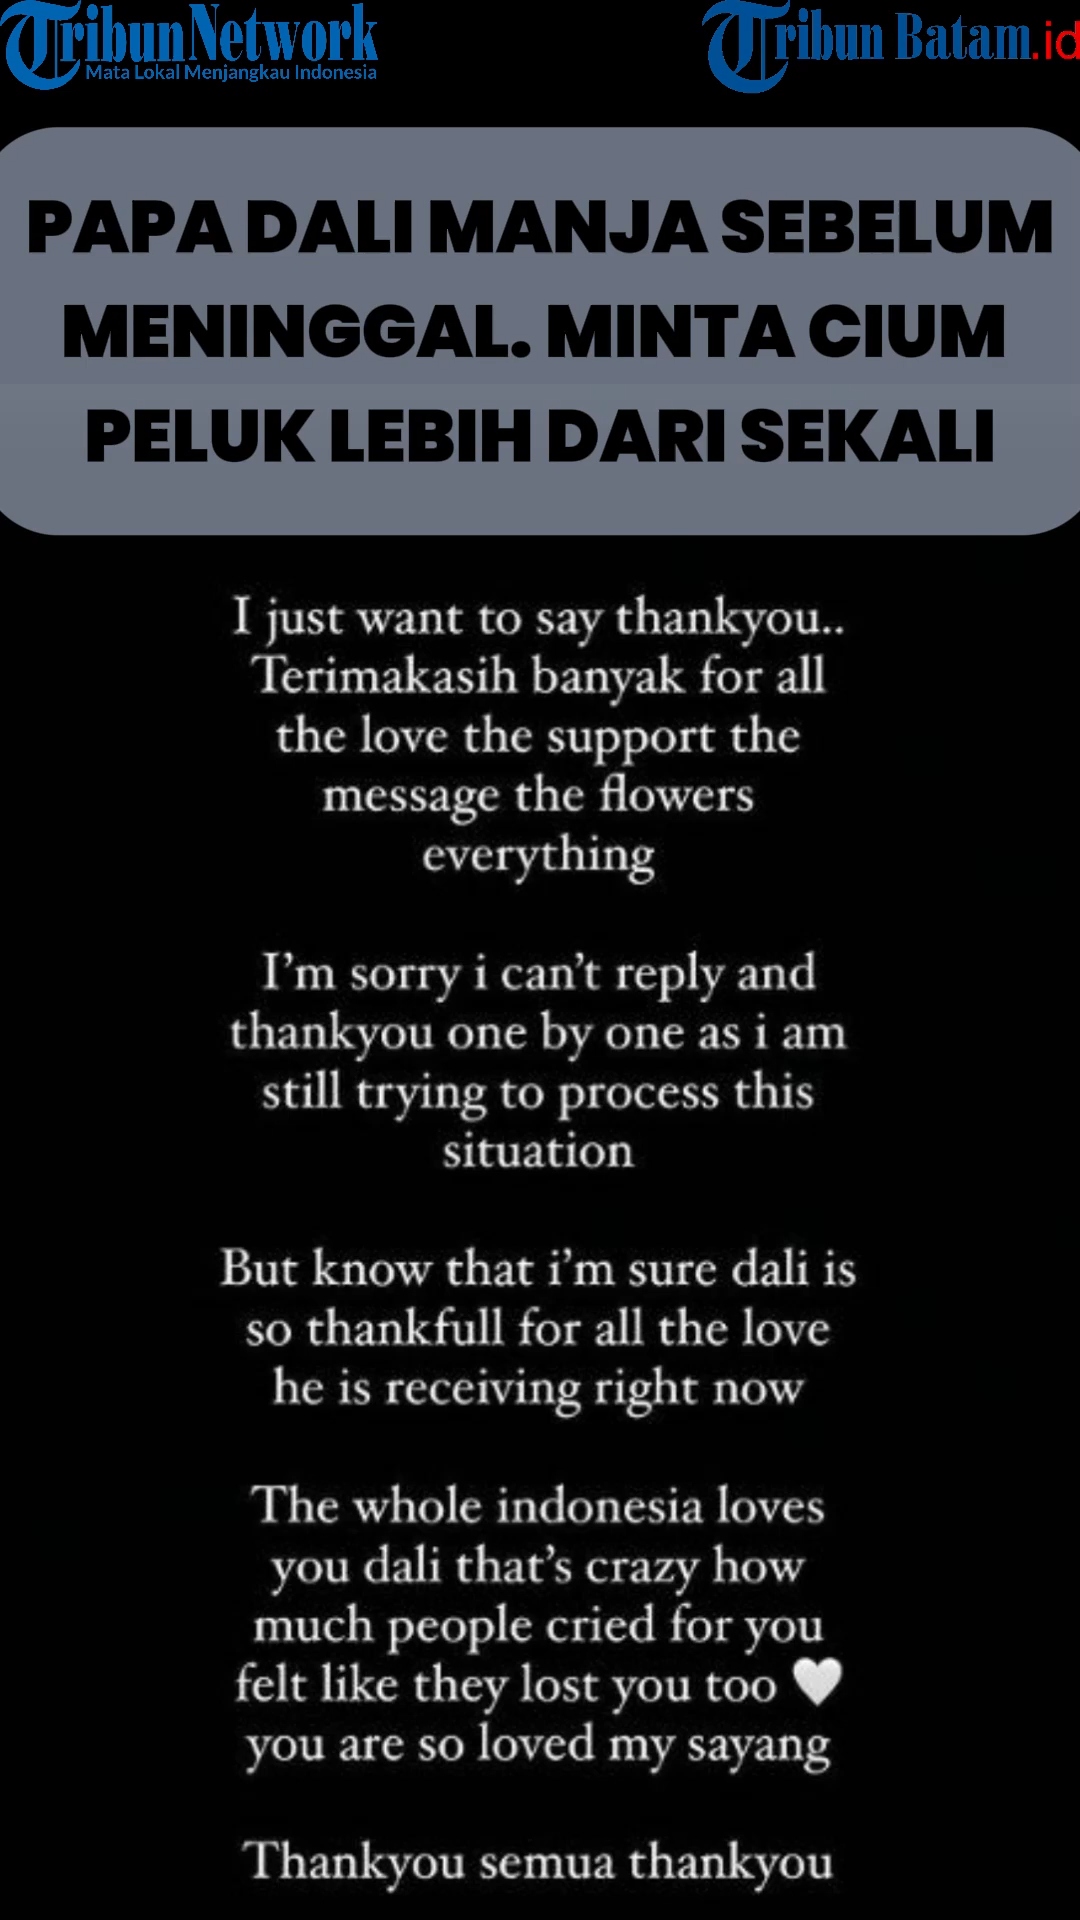 TribunNetwork
Mata Lokal Menjangkau Indonesia
Tribun Batam.id
PAPA DALI MANJA SEBELUM
MENINGGAL. MINTA CIUM
PELUK LEBIH DARI SEKALI
I just want to say thankyou..
Terimakasih banyak for all
the love the support the
message the flowers
everything
I’m sorry i can’t reply and
thankyou one by one as i am
still trying to process this
situation
But know that i’m sure dali is
so thankfull for all the love
he is receiving right now
The whole indonesia loves
you dali that’s crazy how
much people cried for you
felt like they lost you too 🤍
you are so loved my sayang
Thankyou semua thankyou